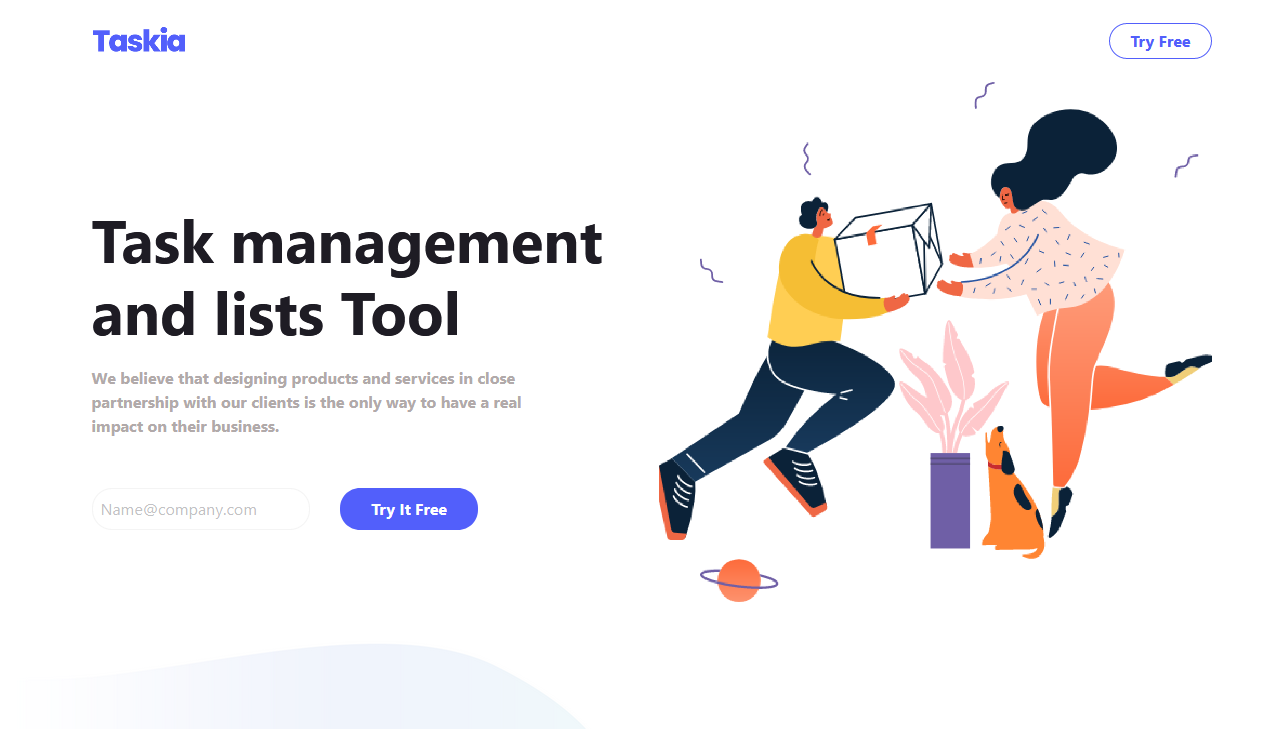 Taskia
Try Free
Task management
and lists Tool
We believe that designing products and services in close
partnership with our clients is the only way to have a real
impact on their business.
Name@company.com
Try It Free